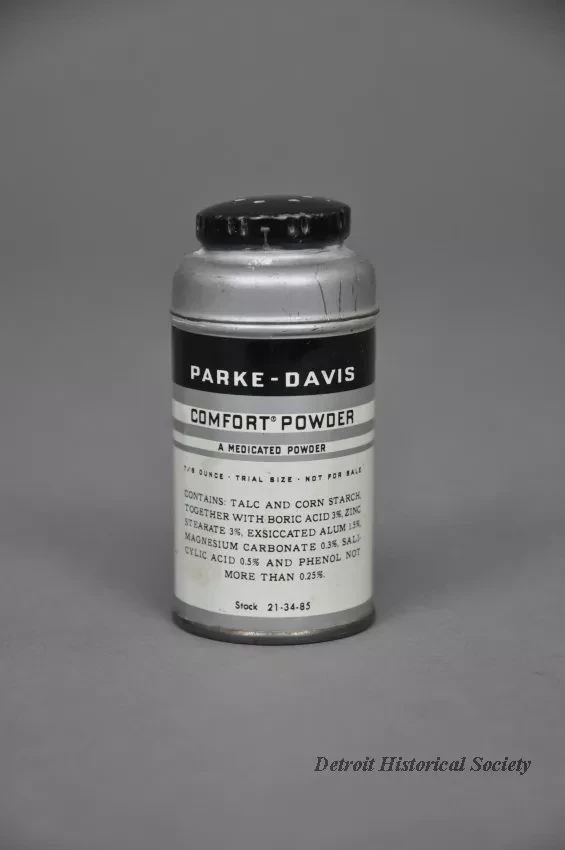 PARKE-DAVIS
COMFORT® POWDER
A MEDICATED POWDER
7/8 OUNCE · TRIAL SIZE · NOT FOR SALE
CONTAINS: TALC AND CORN STARCH,
TOGETHER WITH BORIC ACID 3%, ZINC
STEARATE 3%, EXSICCATED ALUM 1.5%,
MAGNESIUM CARBONATE 0.3%, SALI-
CYLIC ACID 0.5% AND PHENOL NOT
MORE THAN 0.25%.
Stock 21-34-85
Detroit Historical Society